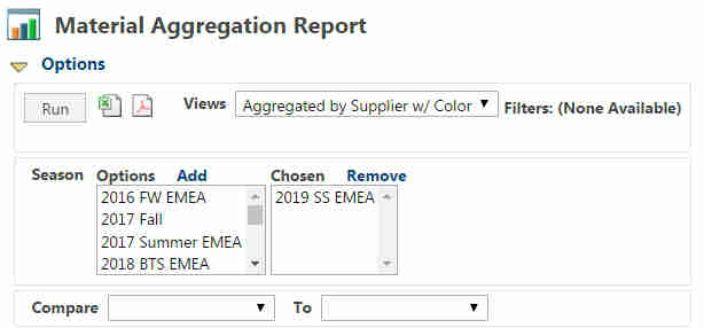 Material Aggregation Report
Options
Run Views Aggregated by Supplier w/ Color Filters: (None Available)
Season Options Add Chosen Remove
2016 FW EMEA 2019 SS EMEA
2017 Fall
2017 Summer EMEA
2018 BTS EMEA
Compare To